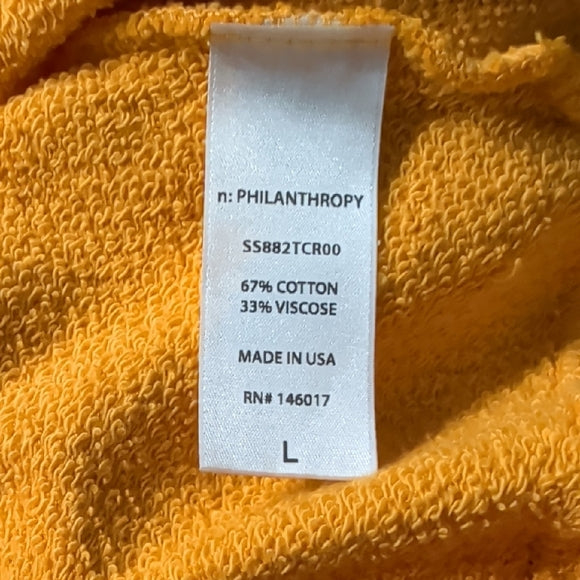 n: PHILANTHROPY
SS882TCR00
67% COTTON
33% VISCOSE
MADE IN USA
RN# 146017
L